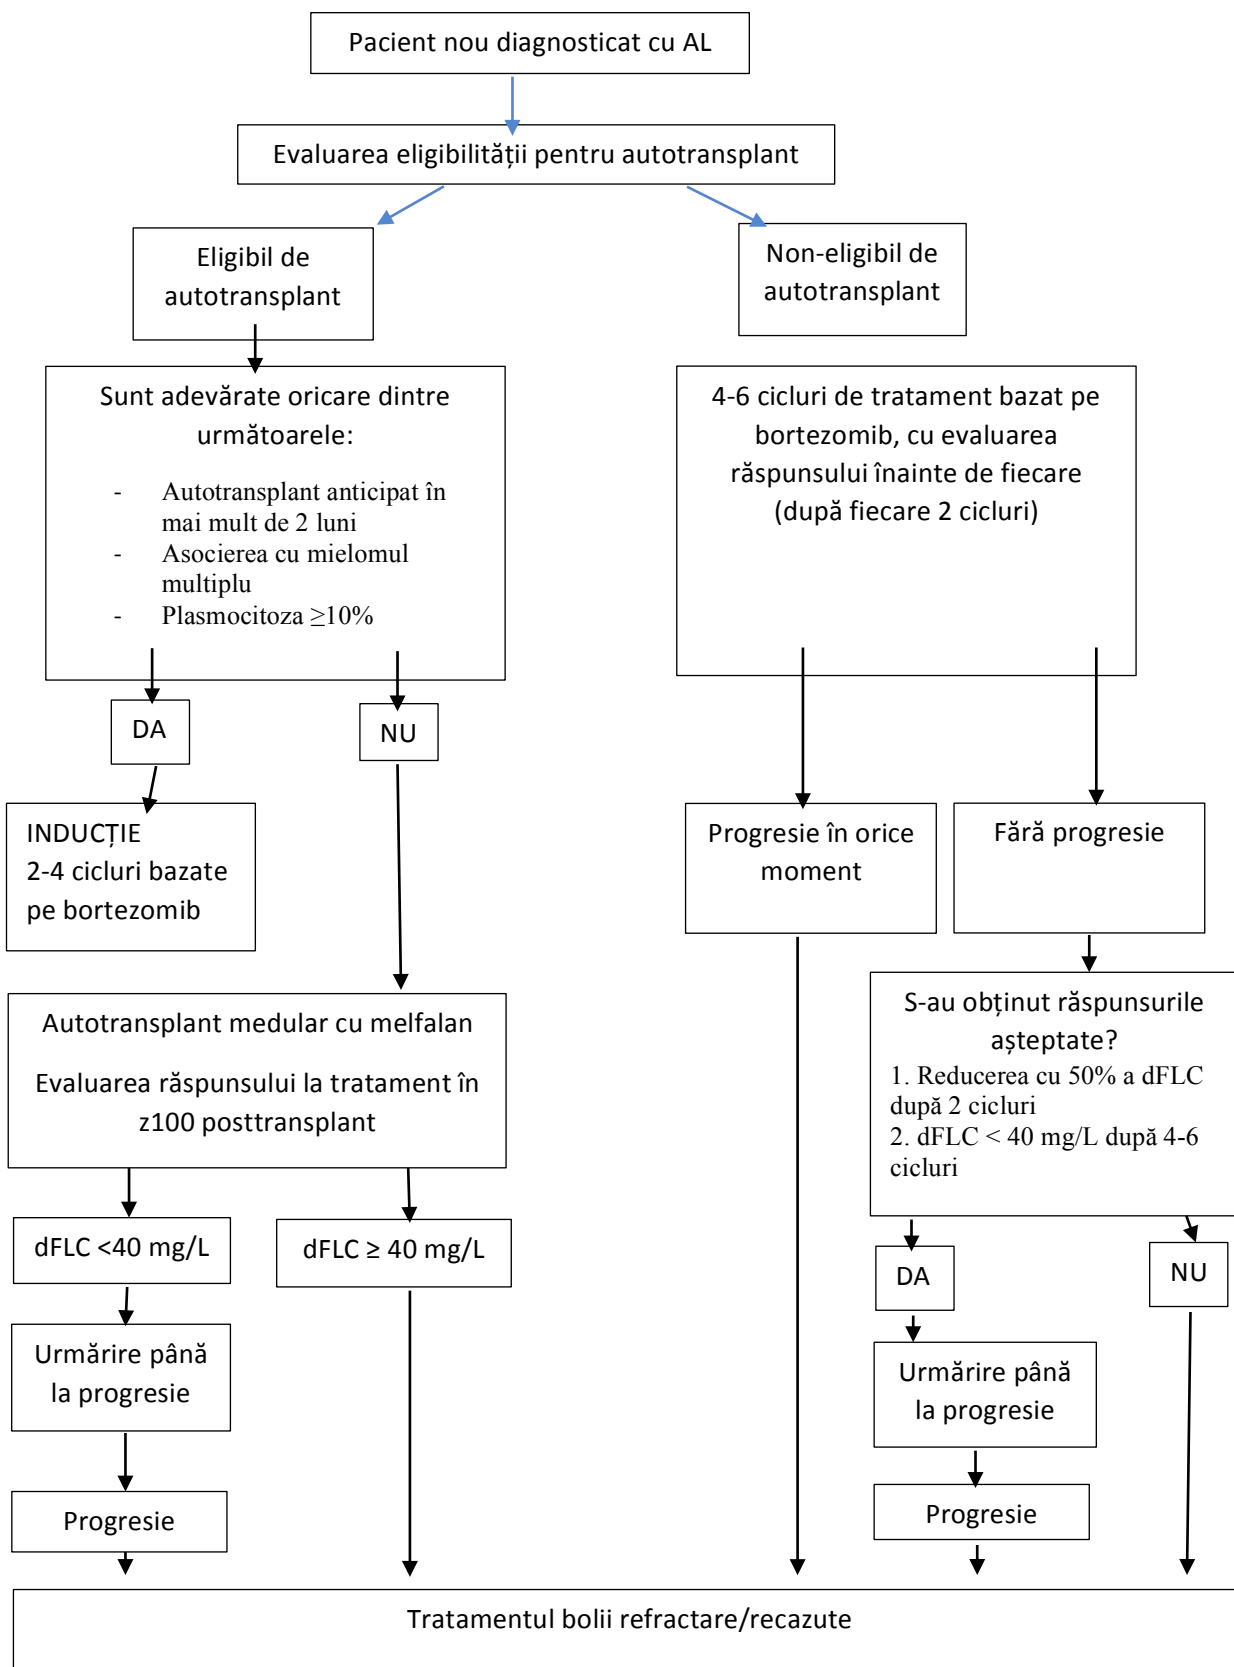 Pacient nou diagnosticat cu AL
Evaluarea eligibilității pentru autotransplant
Eligibil de
autotransplant
Non-eligibil de
autotransplant
Sunt adevărate oricare dintre
următoarele:
- Autotransplant anticipat în
mai mult de 2 luni
- Asocierea cu mielomul
multiplu
- Plasmocitoza ≥10%
4-6 cicluri de tratament bazat pe
bortezomib, cu evaluarea
răspunsului înainte de fiecare
(după fiecare 2 cicluri)
DA
NU
INDUCȚIE
2-4 cicluri bazate
pe bortezomib
Progresie în orice
moment
Fără progresie
Autotransplant medular cu melfalan
Evaluarea răspunsului la tratament în
z100 posttransplant
S-au obținut răspunsurile
așteptate?
1. Reducerea cu 50% a dFLC
după 2 cicluri
2. dFLC < 40 mg/L după 4-6
cicluri
dFLC <40 mg/L
dFLC ≥ 40 mg/L
DA
NU
Urmărire până
la progresie
Urmărire până
la progresie
Progresie
Progresie
Tratamentul bolii refractare/recazute